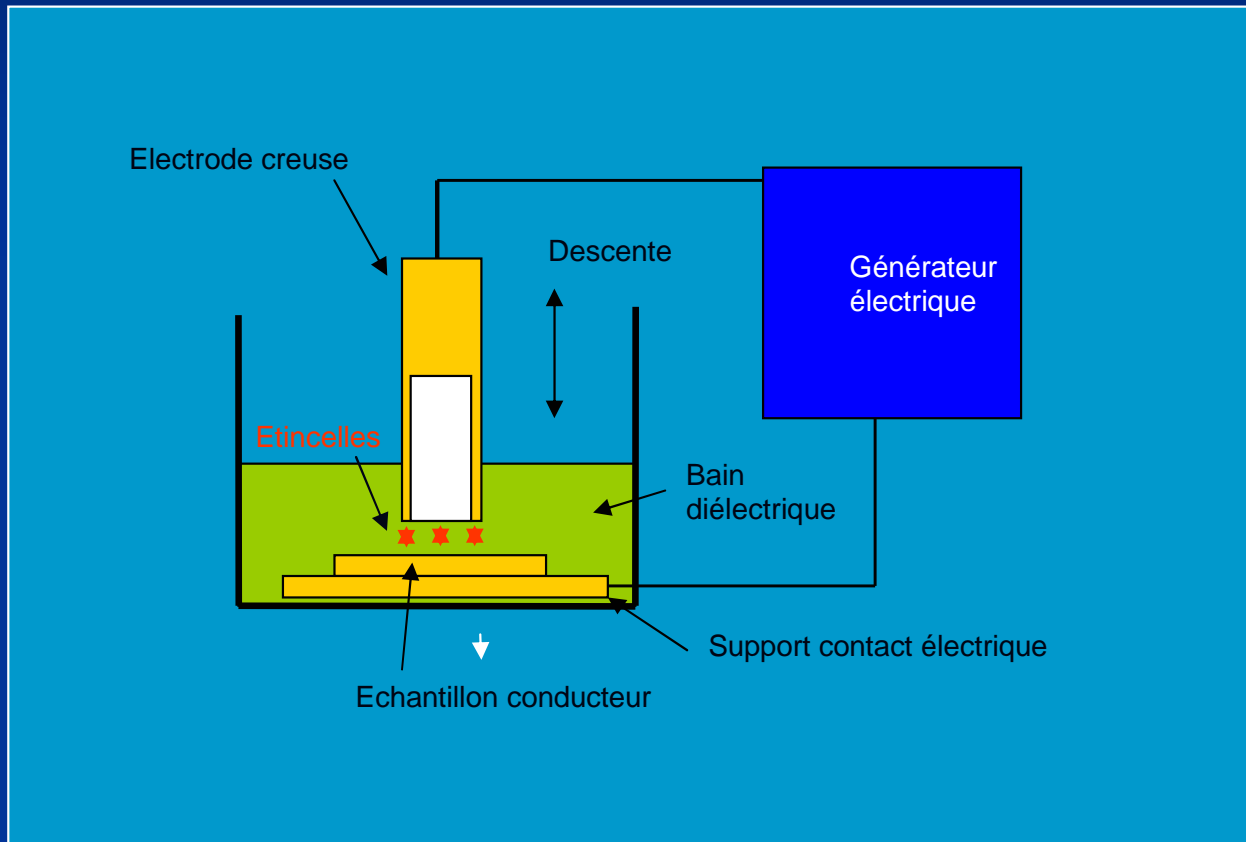 Electrode creuse
Descente
Générateur
électrique
Etincelles
Bain
diélectrique
Support contact électrique
Echantillon conducteur